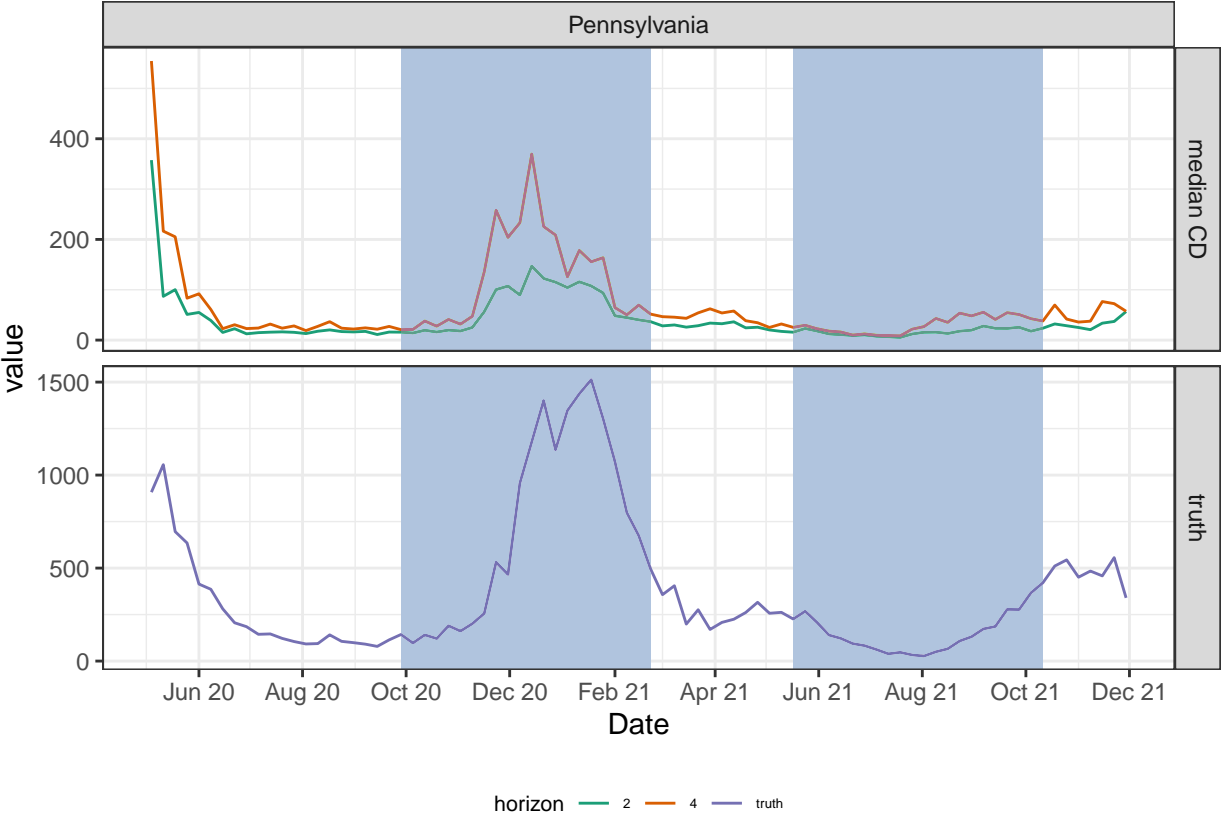 Pennsylvania
value
400
200
0
median CD
1500
1000
500
0
truth
Jun 20 Aug 20 Oct 20 Dec 20 Feb 21 Apr 21 Jun 21 Aug 21 Oct 21 Dec 21
Date
horizon 2 4 truth